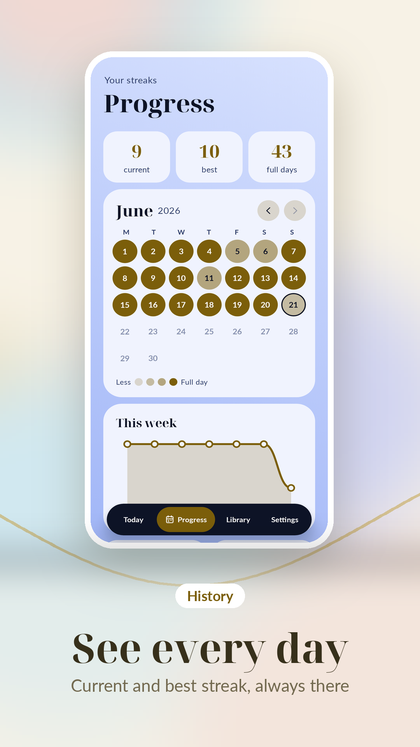 Your streaks
Progress
9 10 43
current best full days
June 2026
M T W T F S S
1 2 3 4 5 6 7
8 9 10 11 12 13 14
15 16 17 18 19 20 21
22 23 24 25 26 27 28
29 30
Less Full day
This week
Today Progress Library Settings
History
See every day
Current and best streak, always there